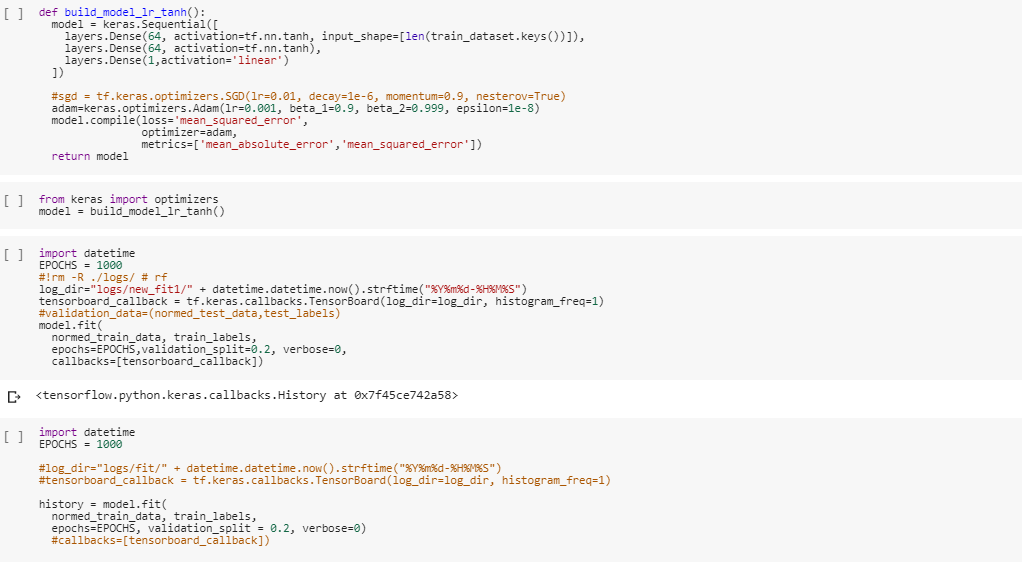 [ ] def build_model_lr_tanh():
  model = keras.Sequential([
    layers.Dense(64, activation=tf.nn.tanh, input_shape=[len(train_dataset.keys())]),
    layers.Dense(64, activation=tf.nn.tanh),
    layers.Dense(1,activation='linear')
  ])

  #sgd = tf.keras.optimizers.SGD(lr=0.01, decay=1e-6, momentum=0.9, nesterov=True)
  adam=keras.optimizers.Adam(lr=0.001, beta_1=0.9, beta_2=0.999, epsilon=1e-8)
  model.compile(loss='mean_squared_error',
                optimizer=adam,
                metrics=['mean_absolute_error','mean_squared_error'])
  return model

[ ] from keras import optimizers
model = build_model_lr_tanh()

[ ] import datetime
EPOCHS = 1000
#!rm -R ./logs/ # rf
log_dir="logs/new_fit1/" + datetime.datetime.now().strftime("%Y%m%d-%H%M%S")
tensorboard_callback = tf.keras.callbacks.TensorBoard(log_dir=log_dir, histogram_freq=1)
#validation_data=(normed_test_data,test_labels)
model.fit(
  normed_train_data, train_labels,
  epochs=EPOCHS,validation_split=0.2, verbose=0,
  callbacks=[tensorboard_callback])

<tensorflow.python.keras.callbacks.History at 0x7f45ce742a58>

[ ] import datetime
EPOCHS = 1000

#log_dir="logs/fit/" + datetime.datetime.now().strftime("%Y%m%d-%H%M%S")
#tensorboard_callback = tf.keras.callbacks.TensorBoard(log_dir=log_dir, histogram_freq=1)

history = model.fit(
  normed_train_data, train_labels,
  epochs=EPOCHS, validation_split = 0.2, verbose=0)
  #callbacks=[tensorboard_callback])